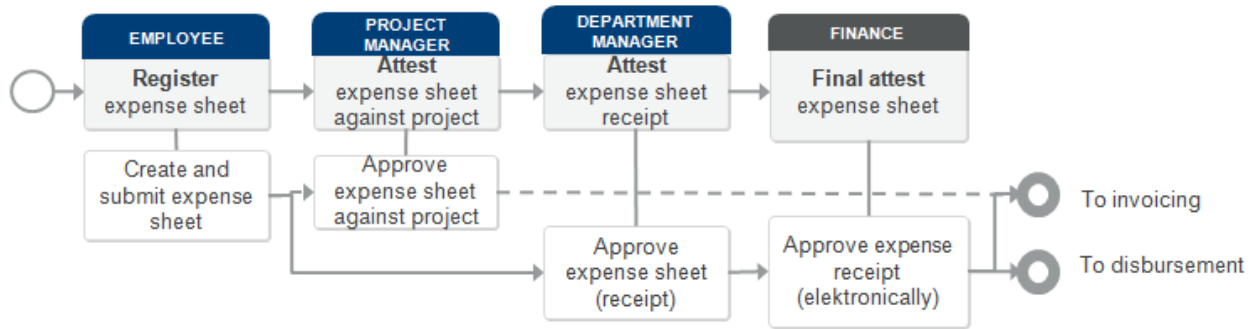 EMPLOYEE
Register
expense sheet
PROJECT
MANAGER
Attest
expense sheet
against project
DEPARTMENT
MANAGER
Attest
expense sheet
receipt
FINANCE
Final attest
expense sheet
Create and
submit expense
sheet
Approve
expense sheet
against project
Approve
expense sheet
(receipt)
Approve expense
receipt
(elektronically)
To invoicing
To disbursement